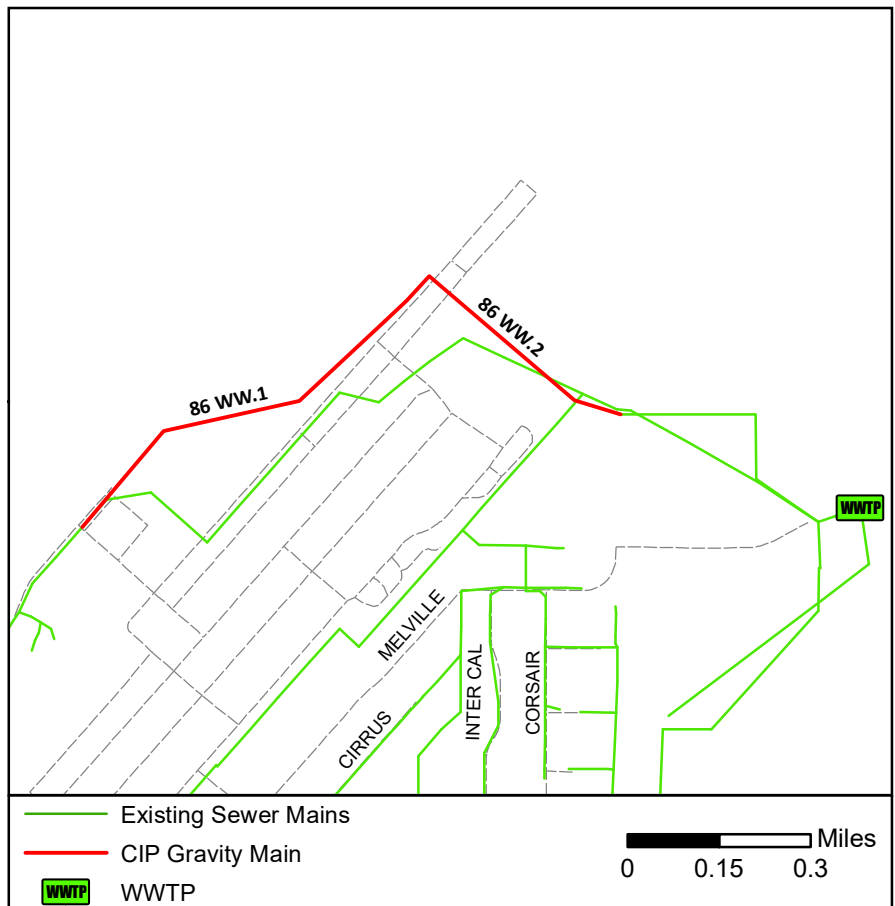 86 WW.2
86 WW.1
WWTP
MELVILLE
INTER CAL
CORSAIR
CIRRUS
Existing Sewer Mains
CIP Gravity Main
WWTP WWTP
Miles
0 0.15 0.3